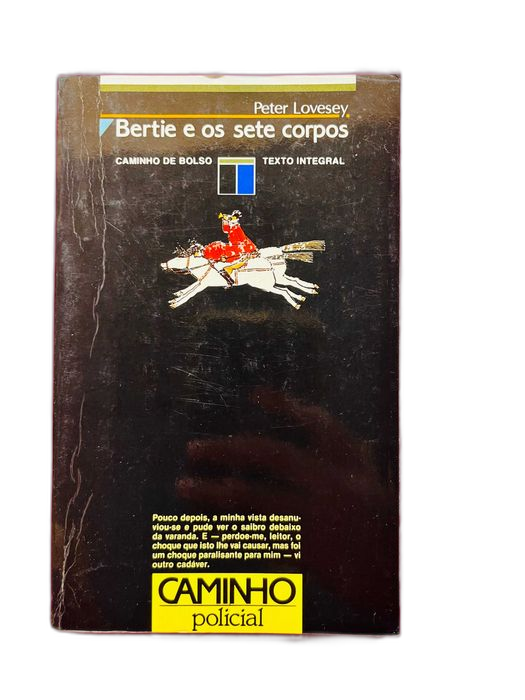 Peter Lovesey
Bertie e os sete corpos
CAMINHO DE BOLSO TEXTO INTEGRAL
Pouco depois, a minha vista desanu-
viou-se e pude ver o saibro debaixo
da varanda. E — perdoe-me, leitor, o
choque que isto lhe vai causar, mas foi
um choque paralisante para mim — vi
outro cadáver.
CAMINHO
policial